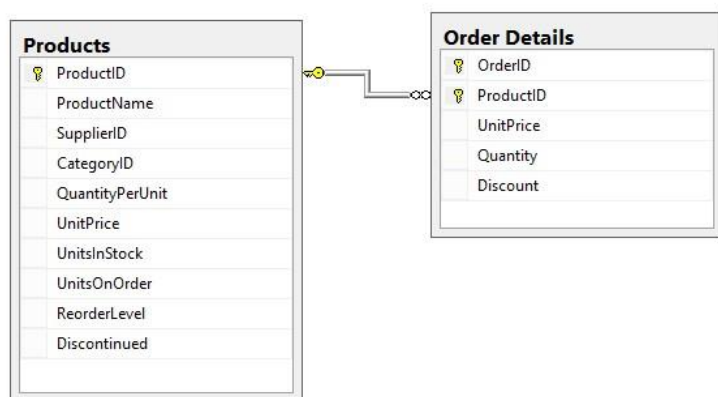 Products
ProductID
ProductName
SupplierID
CategoryID
QuantityPerUnit
UnitPrice
UnitsInStock
UnitsOnOrder
ReorderLevel
Discontinued
Order Details
OrderID
ProductID
UnitPrice
Quantity
Discount